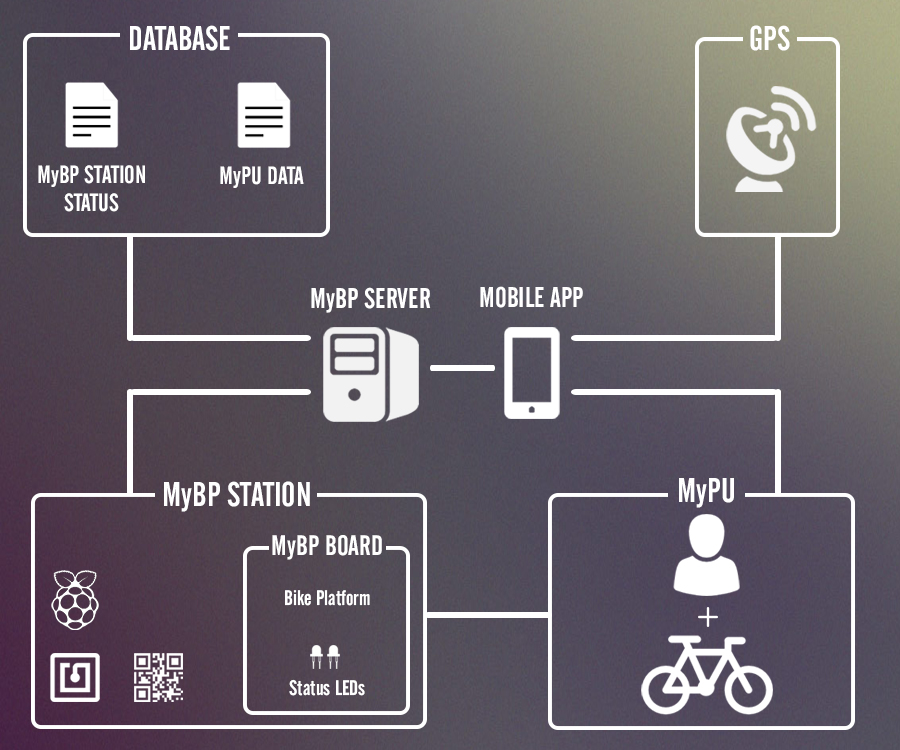 DATABASE
GPS
MyBP STATION
STATUS
MyPU DATA
MyBP SERVER
MOBILE APP
MyBP STATION
MyPU
MyBP BOARD
Bike Platform
+
Status LEDs